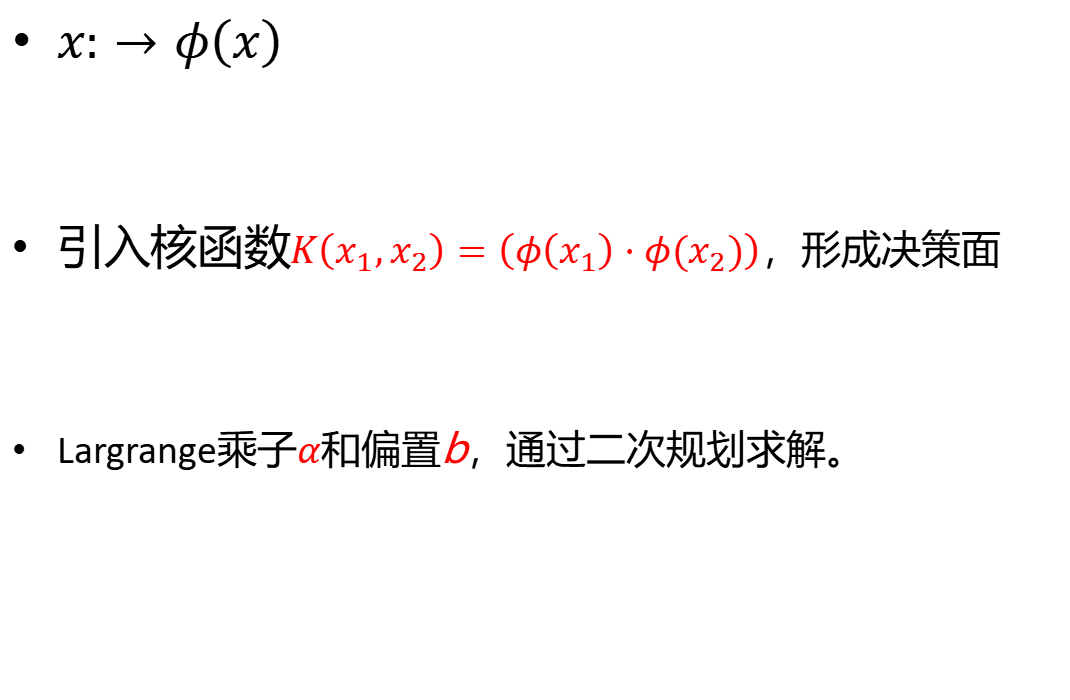 • x: → ϕ(x)
• 引入核函数K(x₁, x₂) = (ϕ(x₁) · ϕ(x₂))，形成决策面
• Largrange乘子α和偏置b，通过二次规划求解。